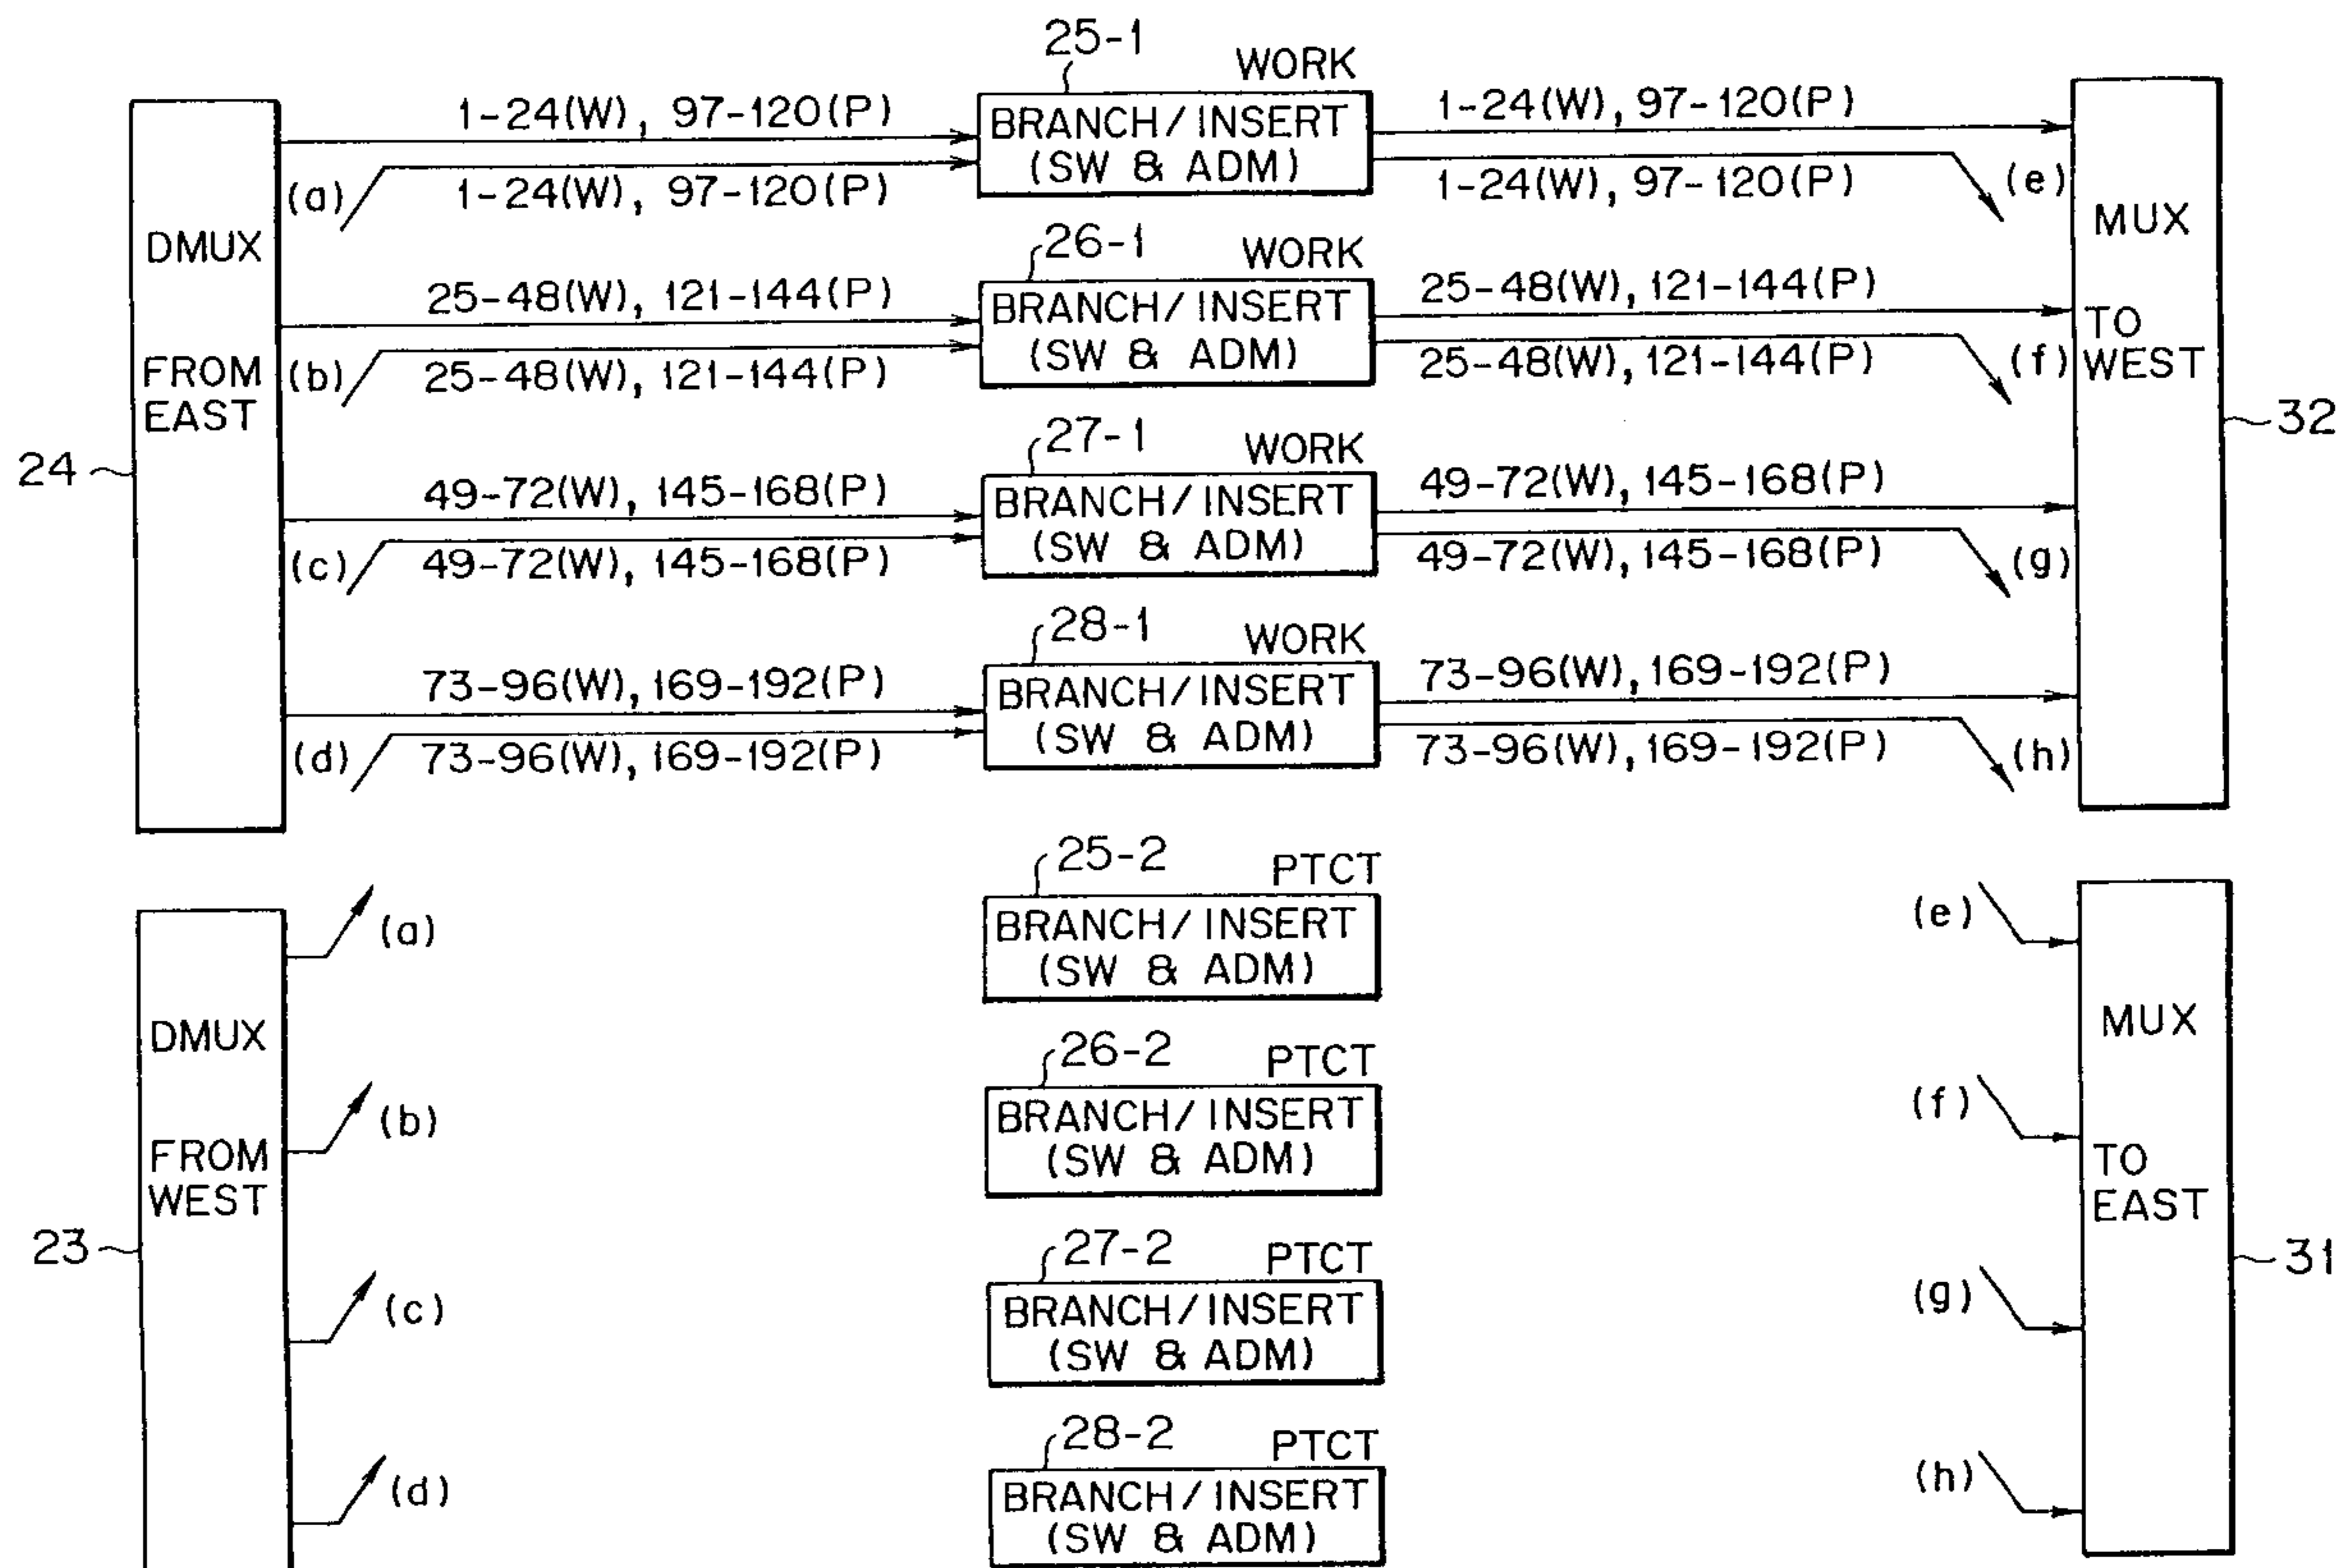 25-1
WORK
1-24(W), 97-120(P)
BRANCH/INSERT
(SW & ADM)
1-24(W), 97-120(P)
(a)
1-24(W), 97-120(P)
1-24(W), 97-120(P)
(e)
DMUX
FROM
EAST
24
MUX
TO
WEST
32
26-1
WORK
25-48(W), 121-144(P)
BRANCH/INSERT
(SW & ADM)
25-48(W), 121-144(P)
(b)
25-48(W), 121-144(P)
25-48(W), 121-144(P)
(f)
27-1
WORK
49-72(W), 145-168(P)
BRANCH/INSERT
(SW & ADM)
49-72(W), 145-168(P)
(c)
49-72(W), 145-168(P)
49-72(W), 145-168(P)
(g)
28-1
WORK
73-96(W), 169-192(P)
BRANCH/INSERT
(SW & ADM)
73-96(W), 169-192(P)
(d)
73-96(W), 169-192(P)
73-96(W), 169-192(P)
(h)
25-2
PTCT
BRANCH/INSERT
(SW & ADM)
(a)
(e)
DMUX
FROM
WEST
23
MUX
TO
EAST
31
26-2
PTCT
BRANCH/INSERT
(SW & ADM)
(b)
(f)
27-2
PTCT
BRANCH/INSERT
(SW & ADM)
(c)
(g)
28-2
PTCT
BRANCH/INSERT
(SW & ADM)
(d)
(h)